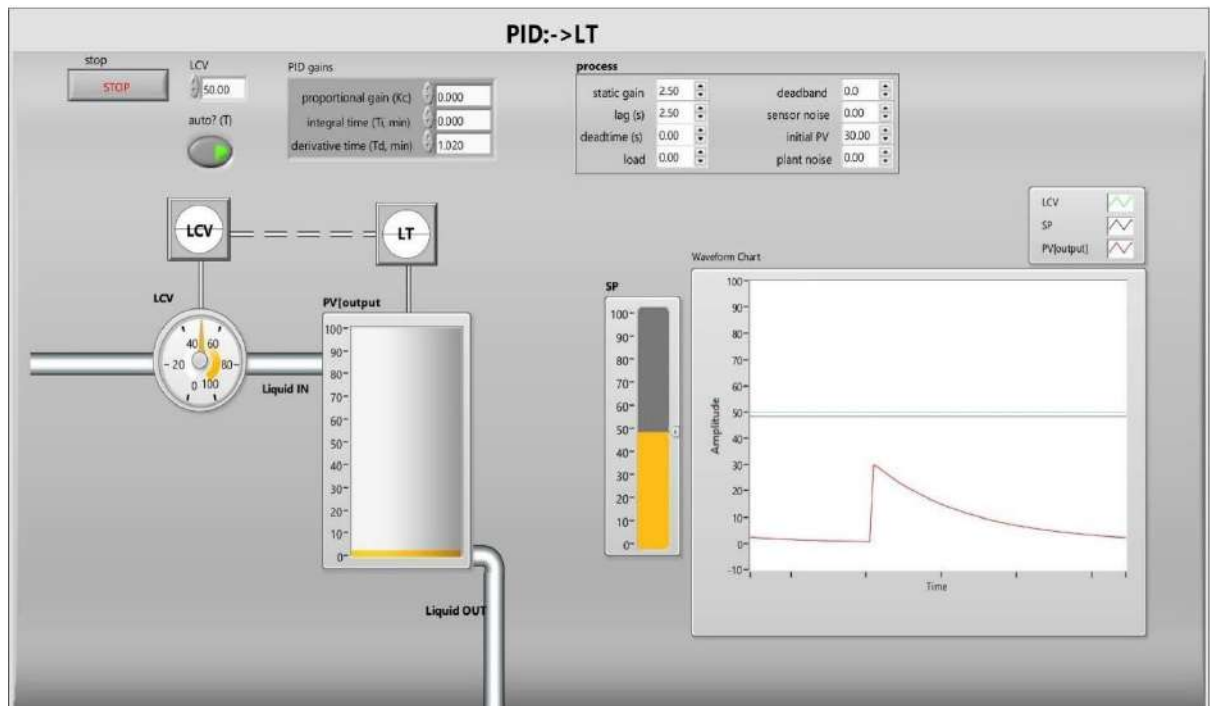 PID:->LT
stop
STOP
LCV
50.00
auto? (T)
PID gains
proportional gain (Kc) 0.000
integral time (Ti, min) 0.000
derivative time (Td, min) 1.020
process
static gain 2.50
lag (s) 2.50
deadtime (s) 0.00
load 0.00
deadband 0.0
sensor noise 0.00
initial PV 30.00
plant noise 0.00
LCV
LT
LCV
SP
PV[output]
LCV
0 20 40 60 80 100
Liquid IN
PV[output
100
90
80
70
60
50
40
30
20
10
0
Liquid OUT
SP
100
90
80
70
60
50
40
30
20
10
0
Waveform Chart
Amplitude
100
90
80
70
60
50
40
30
20
10
0
-10
Time